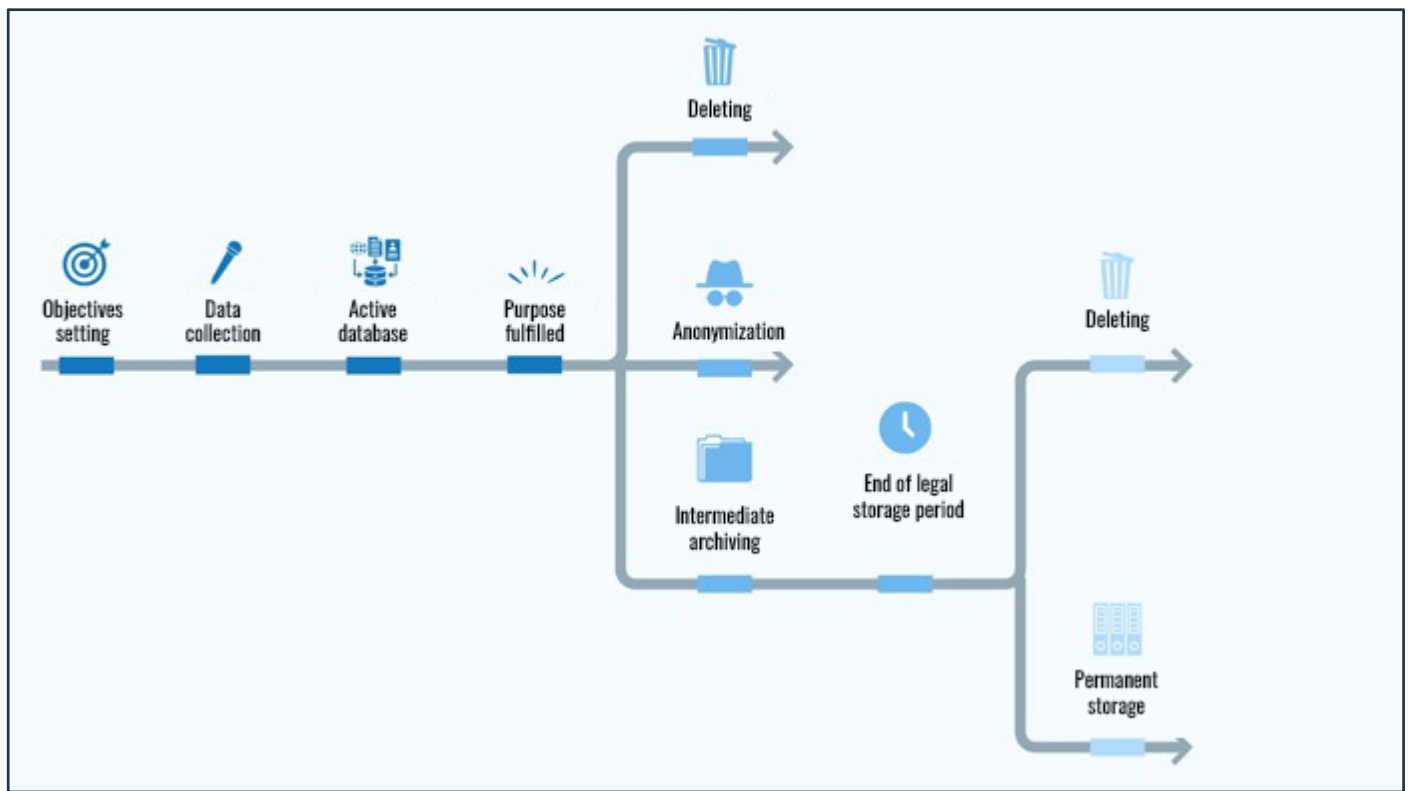 Deleting
Objectives
setting
Data
collection
Active
database
Purpose
fulfilled
Anonymization
Intermediate
archiving
End of legal
storage period
Deleting
Permanent
storage